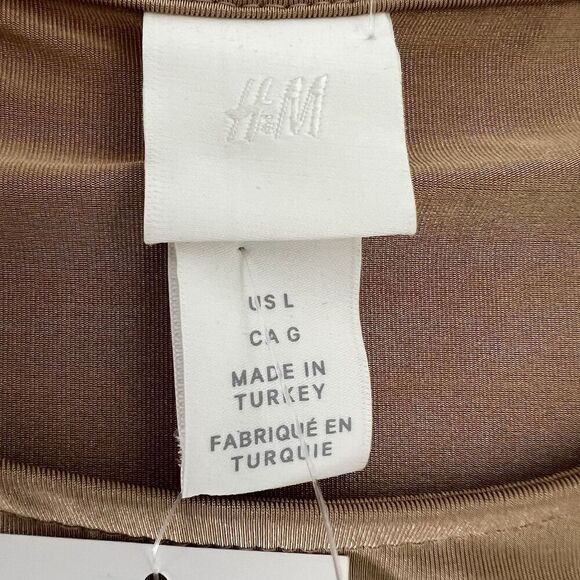 H&M
US L
CA G
MADE IN
TURKEY
FABRIQUÉ EN
TURQUIE